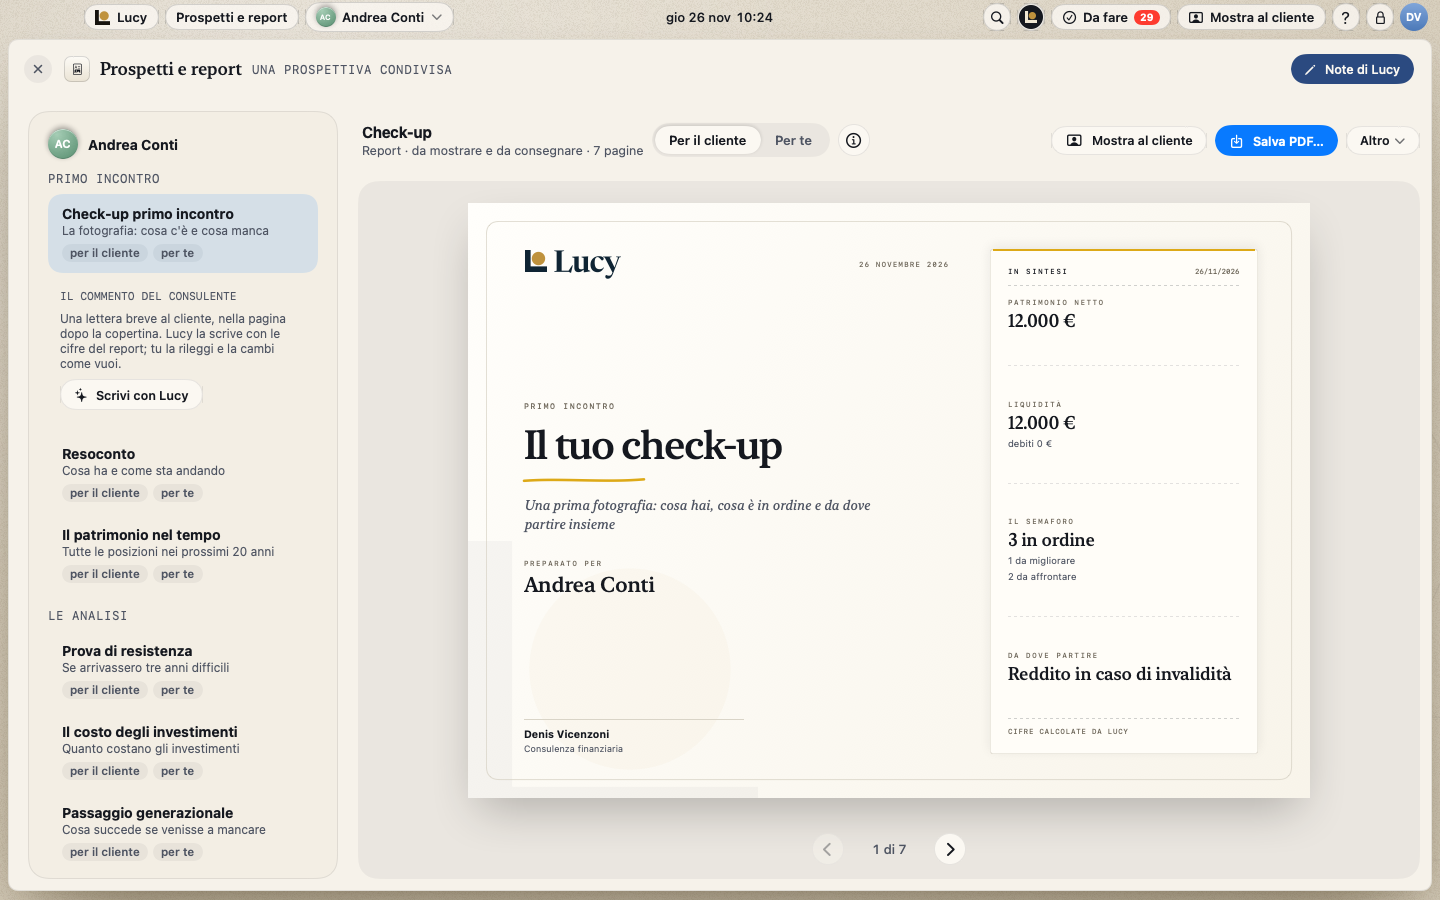 Lucy
Prospetti e report
AC Andrea Conti
gio 26 nov 10:24
Da fare 29
Mostra al cliente
?
DV
Prospetti e report UNA PROSPETTIVA CONDIVISA
Note di Lucy
AC Andrea Conti
PRIMO INCONTRO
Check-up primo incontro
La fotografia: cosa c'è e cosa manca
per il cliente per te
IL COMMENTO DEL CONSULENTE
Una lettera breve al cliente, nella pagina
dopo la copertina. Lucy la scrive con le
cifre del report; tu la rileggi e la cambi
come vuoi.
Scrivi con Lucy
Resoconto
Cosa ha e come sta andando
per il cliente per te
Il patrimonio nel tempo
Tutte le posizioni nei prossimi 20 anni
per il cliente per te
LE ANALISI
Prova di resistenza
Se arrivassero tre anni difficili
per il cliente per te
Il costo degli investimenti
Quanto costano gli investimenti
per il cliente per te
Passaggio generazionale
Cosa succede se venisse a mancare
per il cliente per te
Check-up
Report · da mostrare e da consegnare · 7 pagine
Per il cliente Per te
Mostra al cliente
Salva PDF...
Altro
Lucy
26 NOVEMBRE 2026
PRIMO INCONTRO
Il tuo check-up
Una prima fotografia: cosa hai, cosa è in ordine e da dove
partire insieme
PREPARATO PER
Andrea Conti
Denis Vicenzoni
Consulenza finanziaria
IN SINTESI 26/11/2026
PATRIMONIO NETTO
12.000 €
LIQUIDITÀ
12.000 €
debiti 0 €
IL SEMAFORO
3 in ordine
1 da migliorare
2 da affrontare
DA DOVE PARTIRE
Reddito in caso di invalidità
CIFRE CALCOLATE DA LUCY
1 di 7